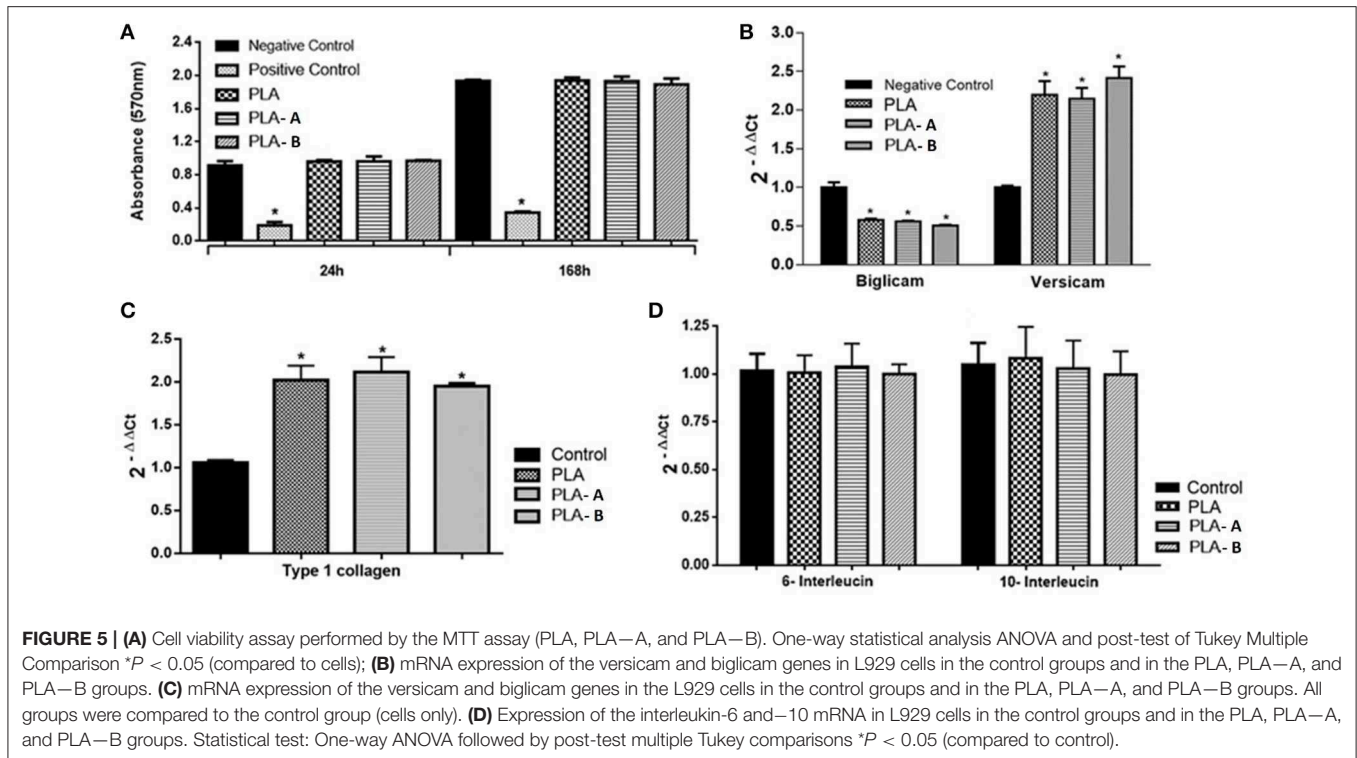 A
2.4
2.0
1.6
1.2
0.8
0.4
0.0
Absorbance (570nm)
Negative Control
Positive Control
PLA
PLA- A
PLA- B
*
*
24h
168h
B
3.0
2.5
2.0
1.5
1.0
0.5
0.0
2 - ΔΔCt
Negative Control
PLA
PLA- A
PLA- B
* * *
* * *
Biglicam
Versicam
C
2.5
2.0
1.5
1.0
0.5
0.0
2 - ΔΔCt
* * *
Control
PLA
PLA- A
PLA- B
Type 1 collagen
D
1.25
1.00
0.75
0.50
0.25
0.00
2 - ΔΔCt
Control
PLA
PLA- A
PLA- B
6- Interleucin
10- Interleucin
FIGURE 5 | (A) Cell viability assay performed by the MTT assay (PLA, PLA—A, and PLA—B). One-way statistical analysis ANOVA and post-test of Tukey Multiple
Comparison *P < 0.05 (compared to cells); (B) mRNA expression of the versicam and biglicam genes in L929 cells in the control groups and in the PLA, PLA—A, and
PLA—B groups. (C) mRNA expression of the versicam and biglicam genes in the L929 cells in the control groups and in the PLA, PLA—A, and PLA—B groups. All
groups were compared to the control group (cells only). (D) Expression of the interleukin-6 and—10 mRNA in L929 cells in the control groups and in the PLA, PLA—A,
and PLA—B groups. Statistical test: One-way ANOVA followed by post-test multiple Tukey comparisons *P < 0.05 (compared to control).